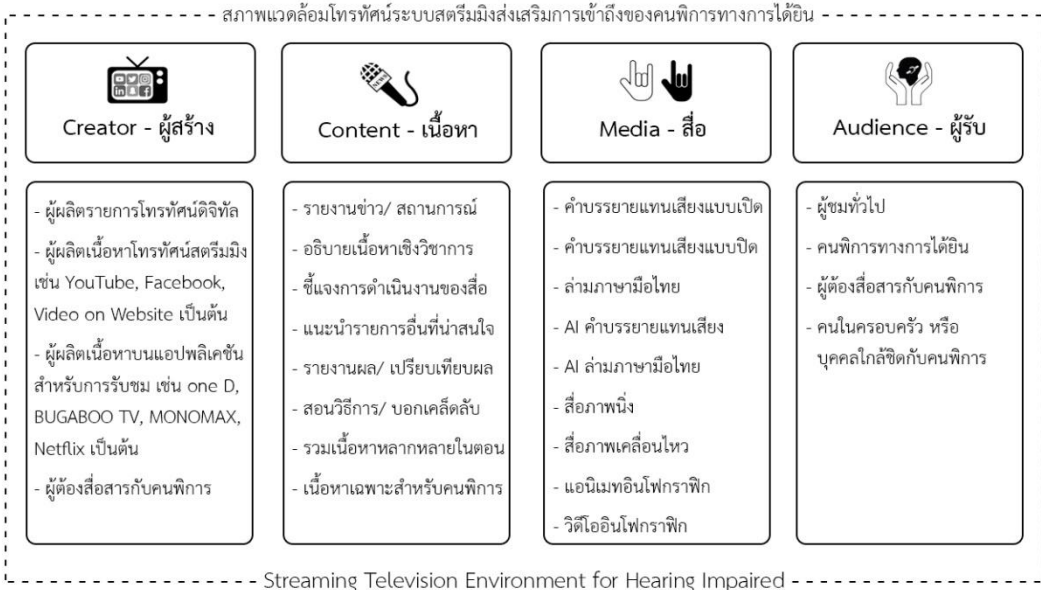 สภาพแวดล้อมโทรทัศน์ระบบสตรีมมิงส่งเสริมการเข้าถึงของคนพิการทางการได้ยิน
Creator - ผู้สร้าง
- ผู้ผลิตรายการโทรทัศน์ดิจิทัล
- ผู้ผลิตเนื้อหาโทรทัศน์สตรีมมิง
เช่น YouTube, Facebook,
Video on Website เป็นต้น
- ผู้ผลิตเนื้อหาบนแอปพลิเคชัน
สำหรับการรับชม เช่น one D,
BUGABOO TV, MONOMAX,
Netflix เป็นต้น
- ผู้ต้องสื่อสารกับคนพิการ
NEWS
Content - เนื้อหา
- รายงานข่าว/ สถานการณ์
- อธิบายเนื้อหาเชิงวิชาการ
- ชี้แจงการดำเนินงานของสื่อ
- แนะนำรายการอื่นที่น่าสนใจ
- รายงานผล/ เปรียบเทียบผล
- สอนวิธีการ/ บอกเคล็ดลับ
- รวมเนื้อหาหลากหลายในตอน
- เนื้อหาเฉพาะสำหรับคนพิการ
Media - สื่อ
- คำบรรยายแทนเสียงแบบเปิด
- คำบรรยายแทนเสียงแบบปิด
- ล่ามภาษามือไทย
- AI คำบรรยายแทนเสียง
- AI ล่ามภาษามือไทย
- สื่อภาพนิ่ง
- สื่อภาพเคลื่อนไหว
- แอนิเมทอินโฟกราฟิก
- วิดีโออินโฟกราฟิก
Audience - ผู้รับ
- ผู้ชมทั่วไป
- คนพิการทางการได้ยิน
- ผู้ต้องสื่อสารกับคนพิการ
- คนในครอบครัว หรือ
บุคคลใกล้ชิดกับคนพิการ
Streaming Television Environment for Hearing Impaired